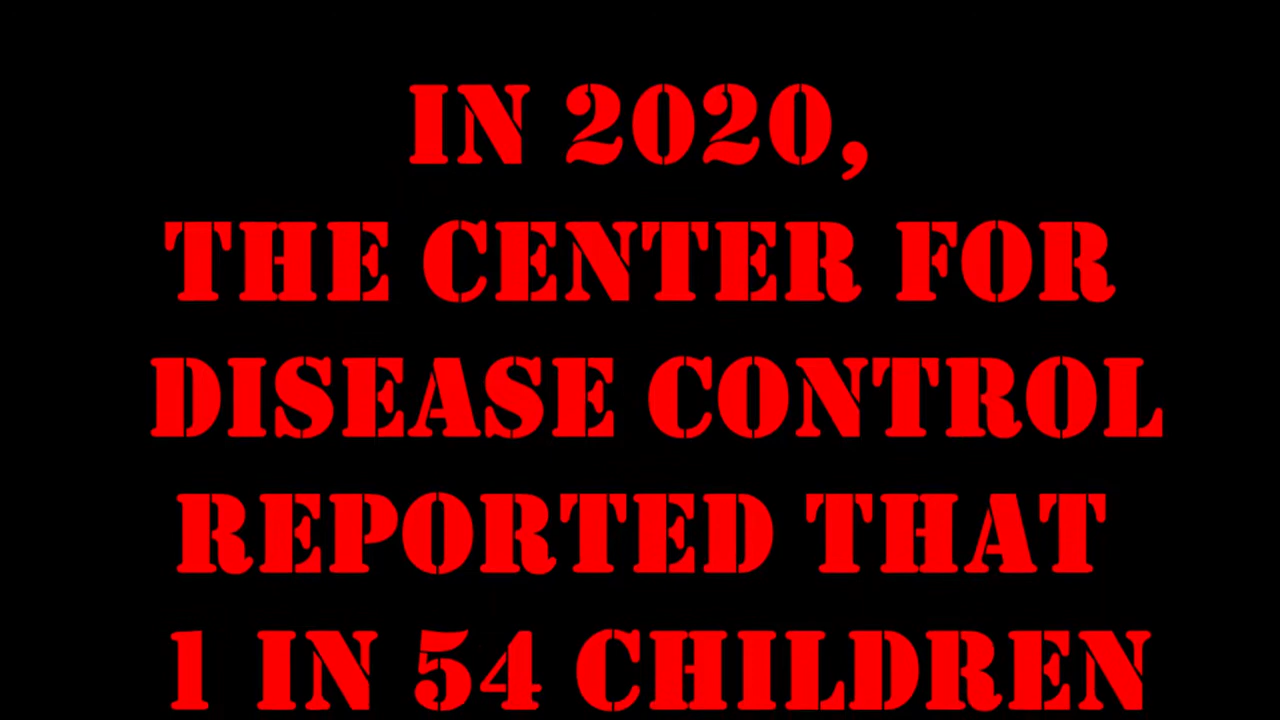 IN 2020,
THE CENTER FOR
DISEASE CONTROL
REPORTED THAT
1 IN 54 CHILDREN